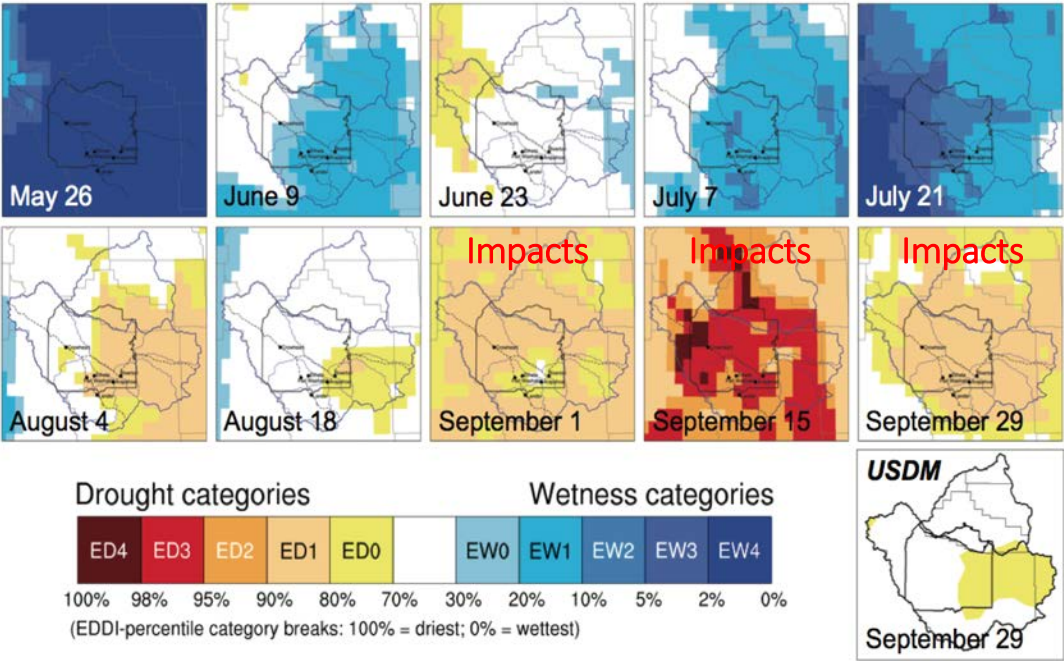 May 26
June 9
June 23
July 7
July 21
Impacts
Impacts
Impacts
August 4
August 18
September 1
September 15
September 29
USDM
September 29
Drought categories
Wetness categories
ED4 ED3 ED2 ED1 ED0 EW0 EW1 EW2 EW3 EW4
100% 98% 95% 90% 80% 70% 30% 20% 10% 5% 2% 0%
(EDDI-percentile category breaks: 100% = driest; 0% = wettest)